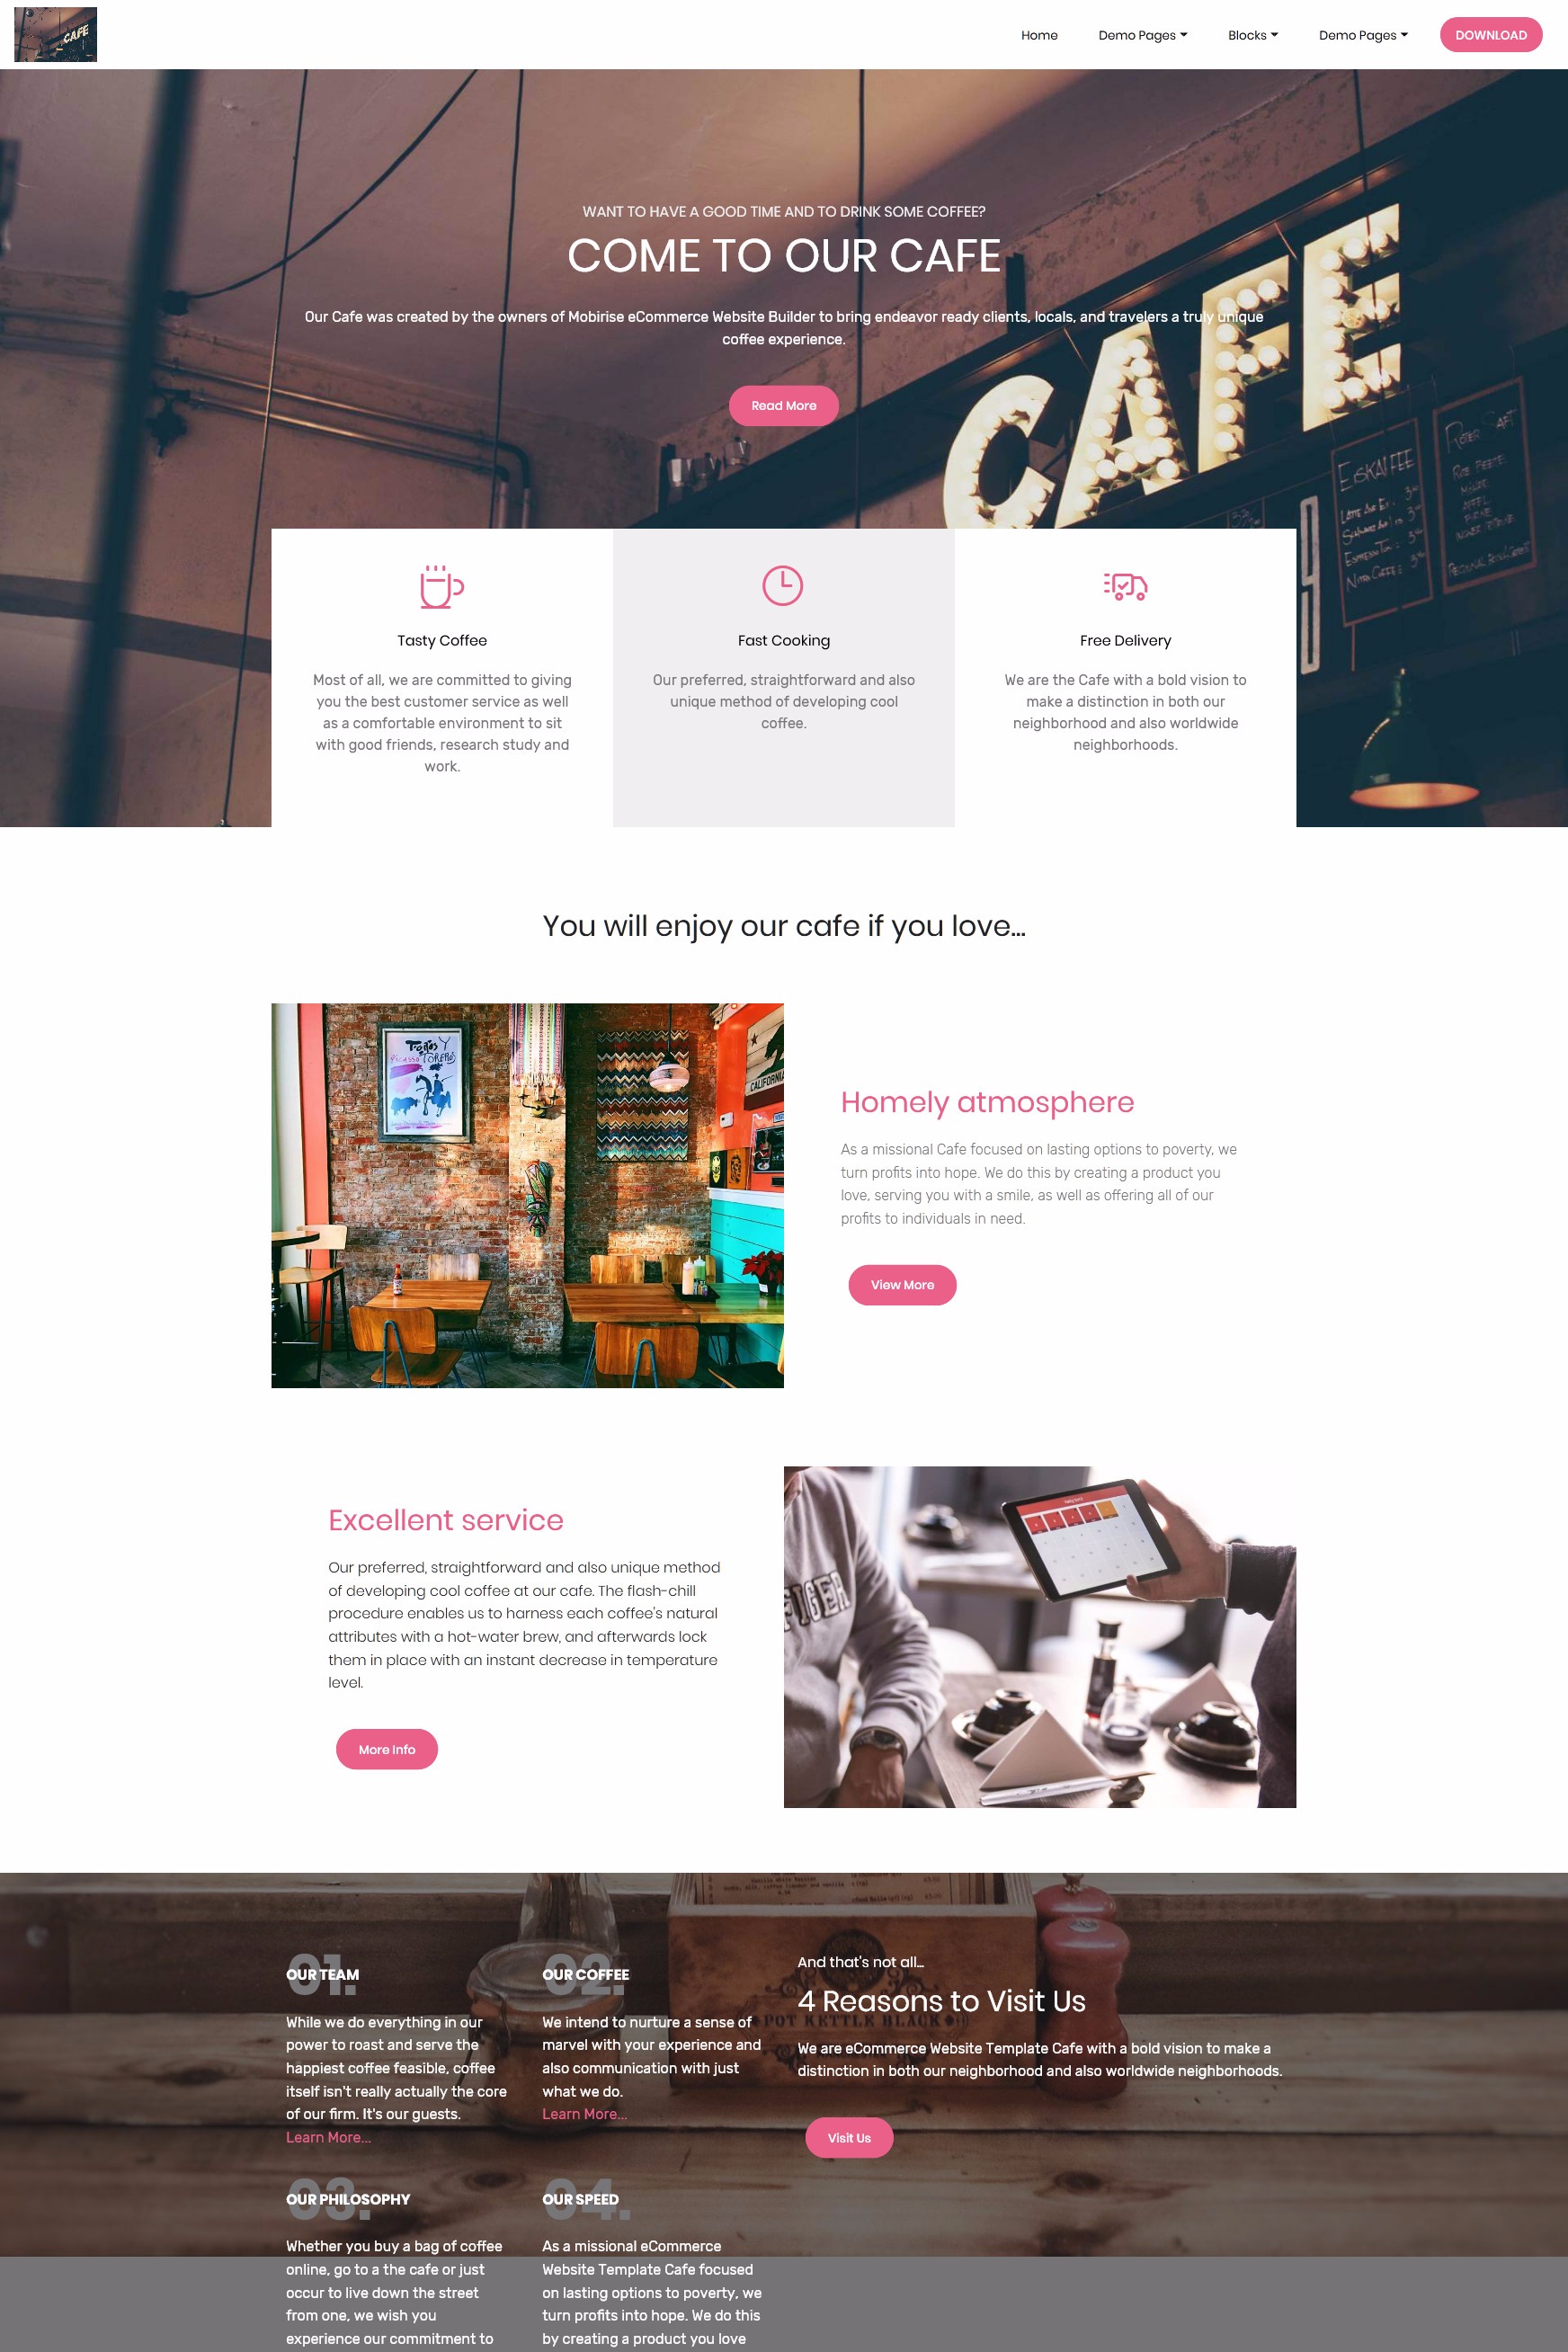 CAFE
Home
Demo Pages
Blocks
Demo Pages
DOWNLOAD
WANT TO HAVE A GOOD TIME AND TO DRINK SOME COFFEE?
COME TO OUR CAFE
Our Cafe was created by the owners of Mobirise eCommerce Website Builder to bring endeavor ready clients, locals, and travelers a truly unique
coffee experience.
Read More
CAFE
EISKAFFEE
Tasty Coffee
Most of all, we are committed to giving
you the best customer service as well
as a comfortable environment to sit
with good friends, research study and
work.
Fast Cooking
Our preferred, straightforward and also
unique method of developing cool
coffee.
Free Delivery
We are the Cafe with a bold vision to
make a distinction in both our
neighborhood and also worldwide
neighborhoods.
You will enjoy our cafe if you love...
CALIFORNIA
Homely atmosphere
As a missional Cafe focused on lasting options to poverty, we
turn profits into hope. We do this by creating a product you
love, serving you with a smile, as well as offering all of our
profits to individuals in need.
View More
Excellent service
Our preferred, straightforward and also unique method
of developing cool coffee at our cafe. The flash-chill
procedure enables us to harness each coffee's natural
attributes with a hot-water brew, and afterwards lock
them in place with an instant decrease in temperature
level.
More Info
01.
OUR TEAM
While we do everything in our
power to roast and serve the
happiest coffee feasible, coffee
itself isn't really actually the core
of our firm. It's our guests.
Learn More...
02.
OUR COFFEE
We intend to nurture a sense of
marvel with your experience and
also communication with just
what we do.
Learn More...
And that's not all...
4 Reasons to Visit Us
POT KETTLE BLACK
We are eCommerce Website Template Cafe with a bold vision to make a
distinction in both our neighborhood and also worldwide neighborhoods.
Visit Us
03.
OUR PHILOSOPHY
Whether you buy a bag of coffee
online, go to a the cafe or just
occur to live down the street
from one, we wish you
experience our commitment to
04.
OUR SPEED
As a missional eCommerce
Website Template Cafe focused
on lasting options to poverty, we
turn profits into hope. We do this
by creating a product you love